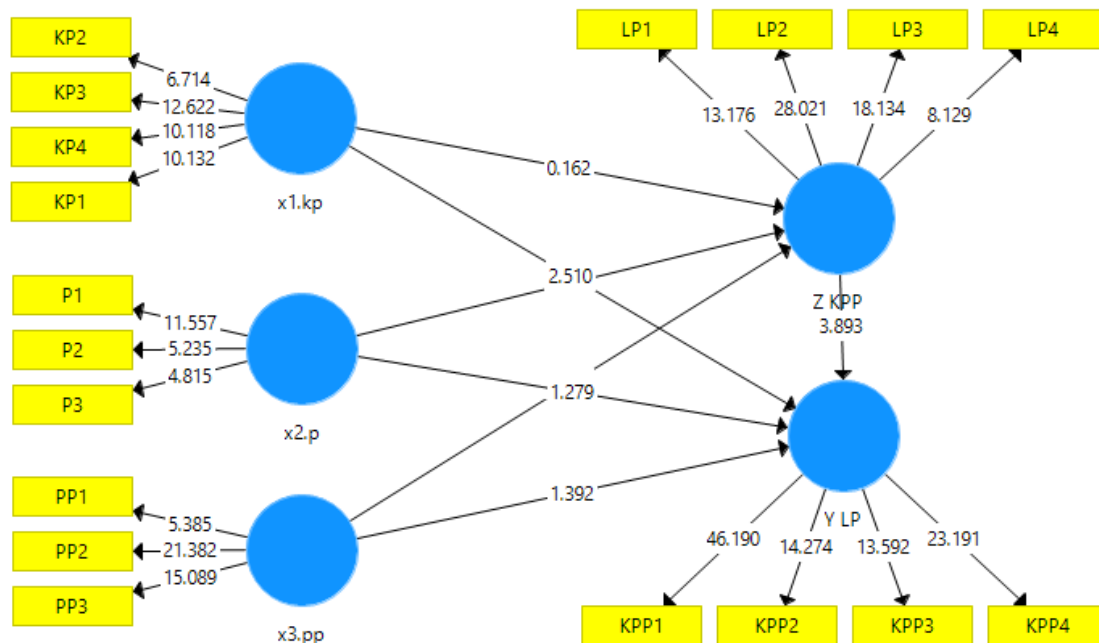 KP2
KP3
KP4
KP1
6.714
12.622
10.118
10.132
x1.kp
P1
P2
P3
11.557
5.235
4.815
x2.p
PP1
PP2
PP3
5.385
21.382
15.089
x3.pp
0.162
2.510
1.279
1.392
LP1
LP2
LP3
LP4
13.176
28.021
18.134
8.129
Z KPP
3.893
Y LP
46.190
14.274
13.592
23.191
KPP1
KPP2
KPP3
KPP4